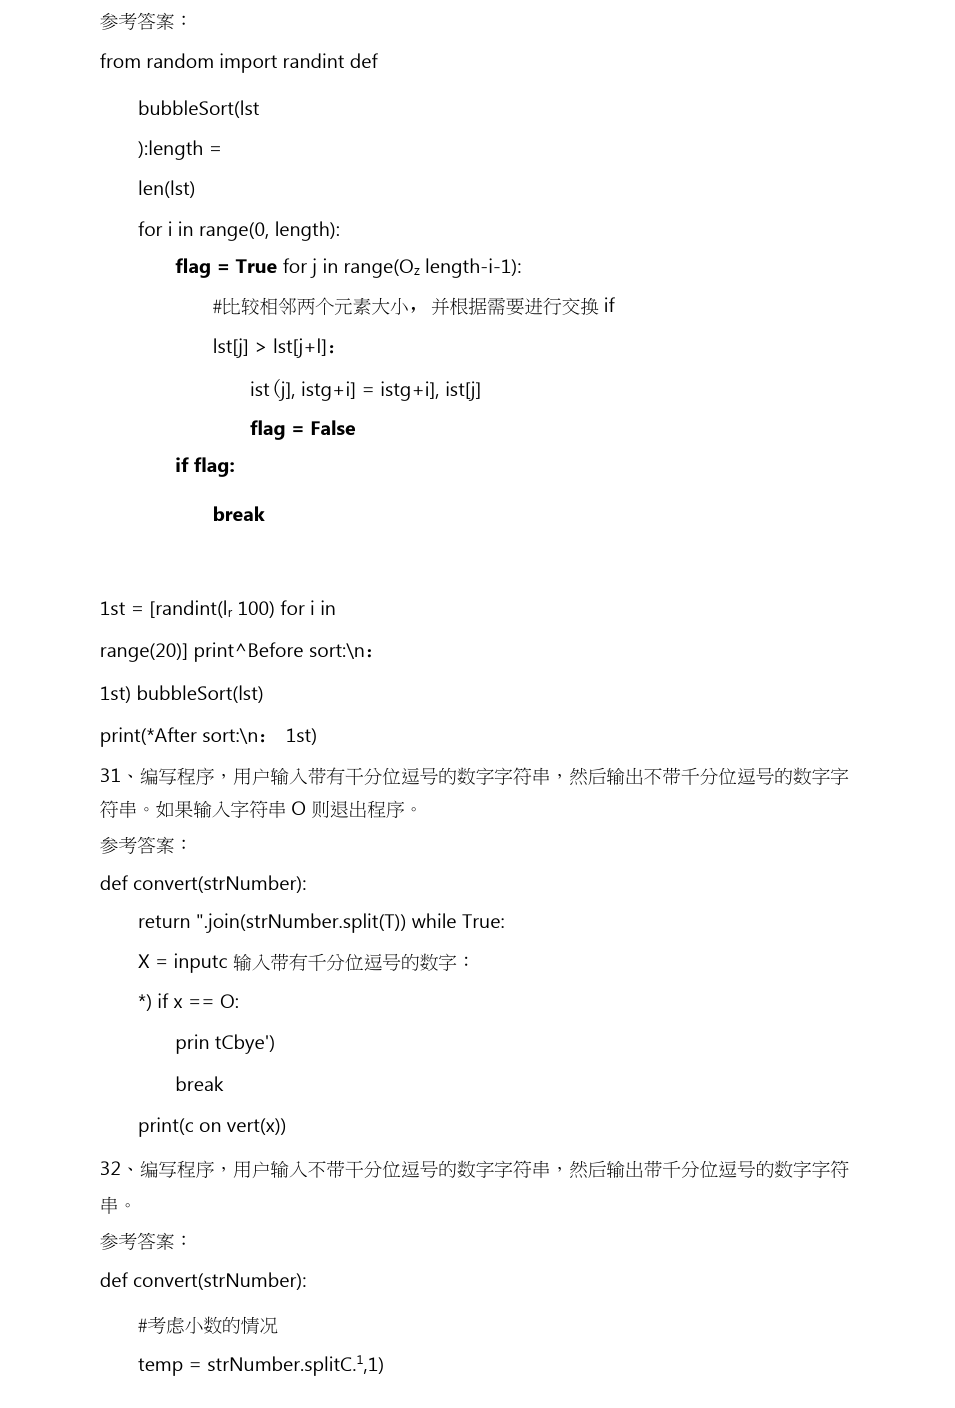 参考答案：
from random import randint def
bubbleSort(lst
):length =
len(lst)
for i in range(0, length):
flag = True for j in range(Oz length-i-1):
#比较相邻两个元素大小， 并根据需要进行交换 if
lst[j] > lst[j+l]：
ist（j], istg+i] = istg+i], ist[j]
flag = False
if flag:
break
1st = [randint(lr 100) for i in
range(20)] print^Before sort:\n：
1st) bubbleSort(lst)
print(*After sort:\n： 1st)
31、编写程序，用户输入带有干分位逗号的数字字符串，然后输出不带千分位逗号的数字字
符串。如果输入字符串 O 则退出程序。
参考答案：
def convert(strNumber):
return ".join(strNumber.split(T)) while True:
X = inputc 输入带有千分位逗号的数字：
*) if x == O:
prin tCbye')
break
print(c on vert(x))
32、编写程序，用户输入不带干分位逗号的数字字符串，然后输出带千分位逗号的数字字符
串。
参考答案：
def convert(strNumber):
#考虑小数的情况
temp = strNumber.splitC.1,1)